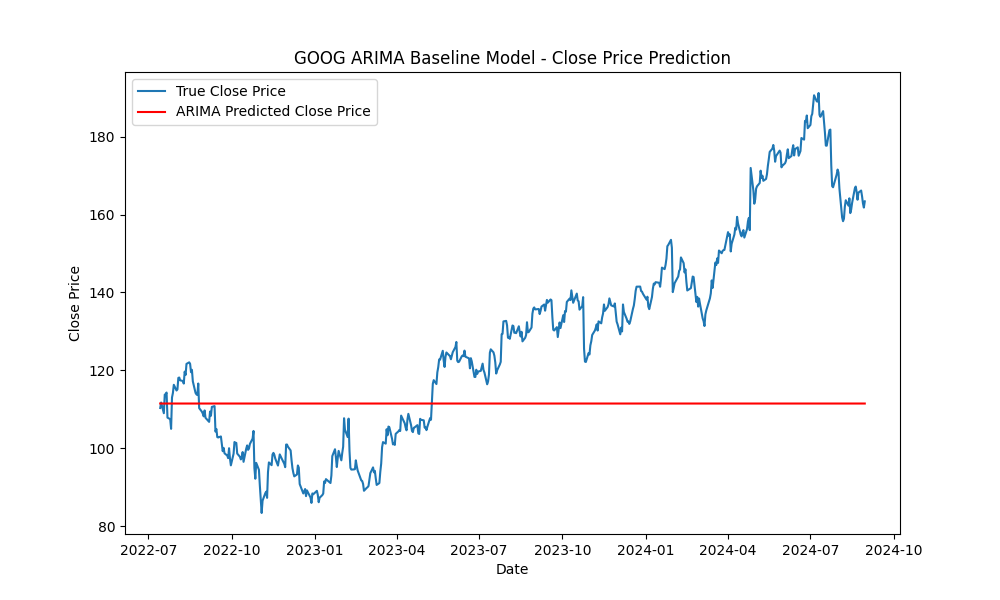 GOOG ARIMA Baseline Model - Close Price Prediction
True Close Price
ARIMA Predicted Close Price
180
160
140
120
100
80
Close Price
2022-07 2022-10 2023-01 2023-04 2023-07 2023-10 2024-01 2024-04 2024-07 2024-10
Date